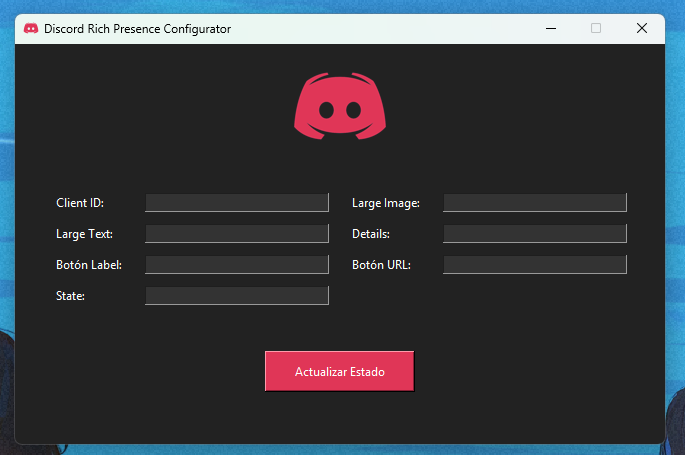 Discord Rich Presence Configurator
Client ID:
Large Image:
Large Text:
Details:
Botón Label:
Botón URL:
State:
Actualizar Estado